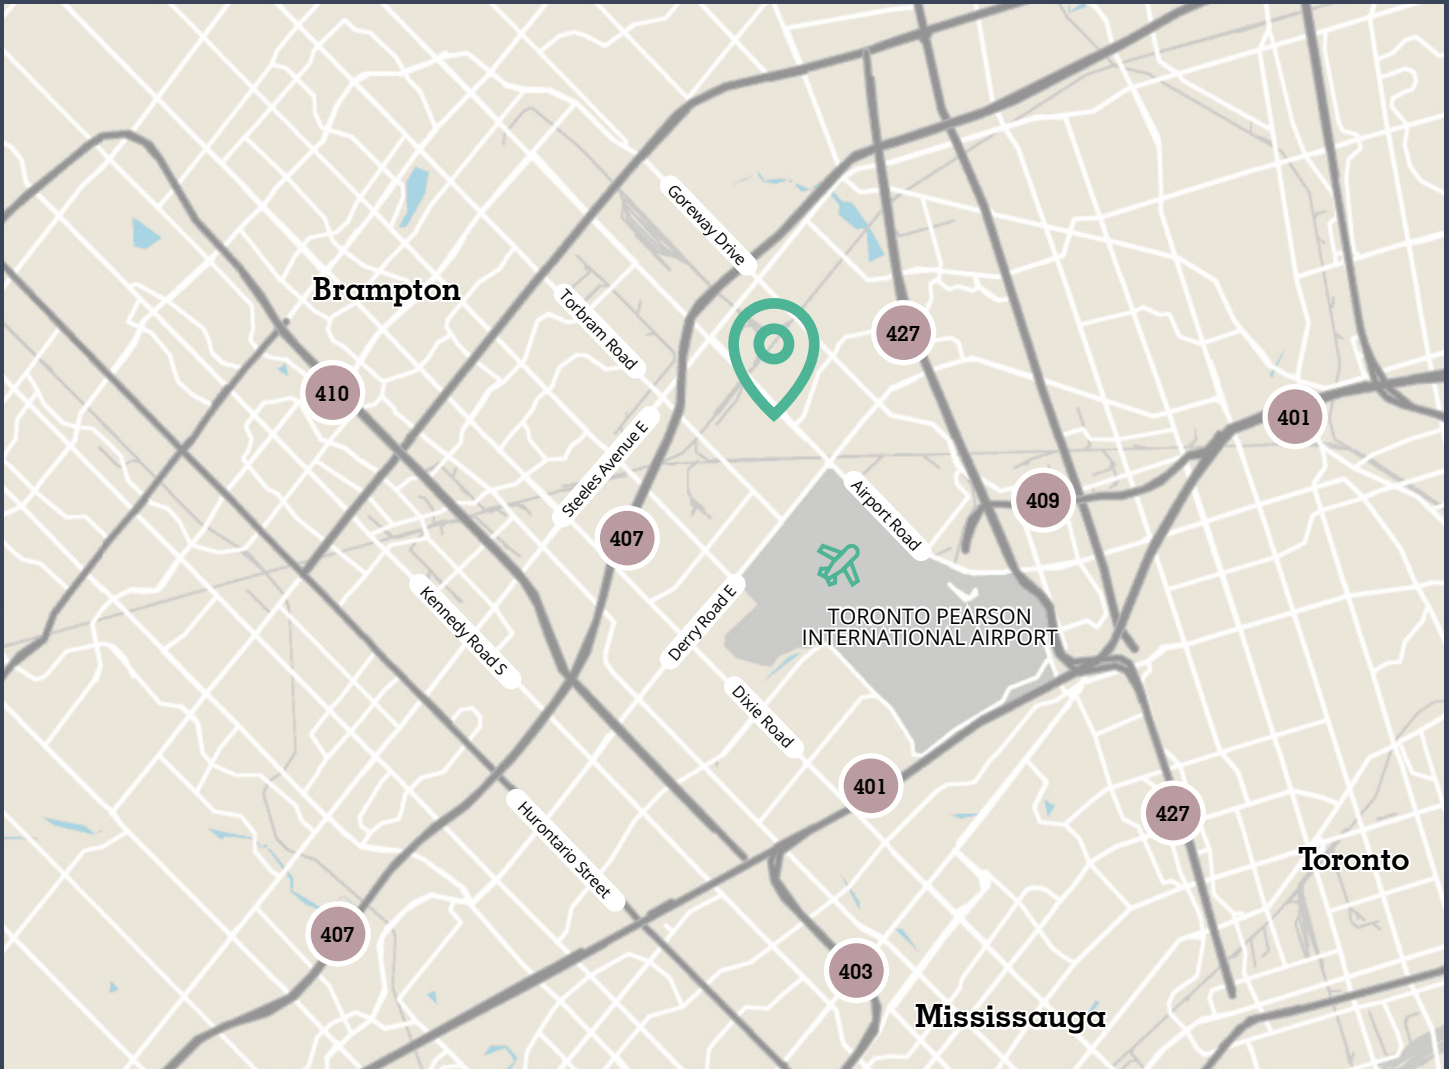 Goreway Drive
Brampton
Torbram Road
427
410
401
Steeles Avenue E
409
Airport Road
407
Derry Road E
TORONTO PEARSON
INTERNATIONAL AIRPORT
Kennedy Road S
Dixie Road
401
427
Hurontario Street
Toronto
407
403
Mississauga